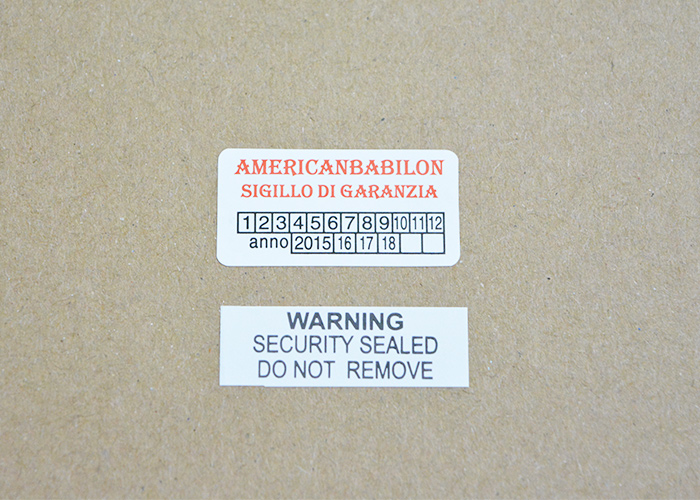 AMERICANBABILON
SIGILLO DI GARANZIA
1 2 3 4 5 6 7 8 9 10 11 12
anno 2015 16 17 18
WARNING
SECURITY SEALED
DO NOT REMOVE